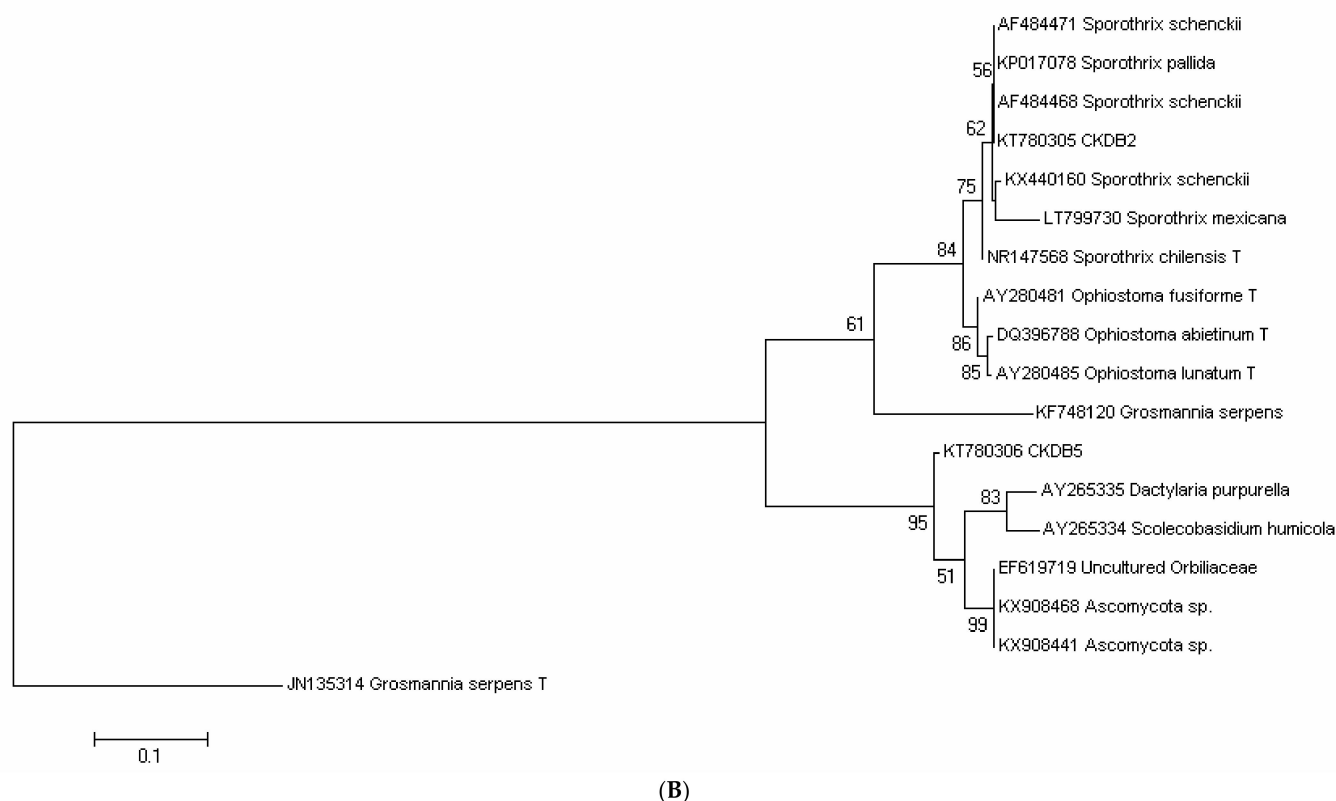 AF484471 Sporothrix schenckii
56
KP017078 Sporothrix pallida
AF484468 Sporothrix schenckii
62
KT780305 CKDB2
75
KX440160 Sporothrix schenckii
LT799730 Sporothrix mexicana
84
NR147568 Sporothrix chilensis T
AY280481 Ophiostoma fusiforme T
61
86
DQ396788 Ophiostoma abietinum T
85
AY280485 Ophiostoma lunatum T
KF748120 Grosmannia serpens
KT780306 CKDB5
83
AY265335 Dactylaria purpurella
95
AY265334 Scolecobasidium humicola
51
EF619719 Uncultured Orbiliaceae
KX908468 Ascomycota sp.
99
KX908441 Ascomycota sp.
JN135314 Grosmannia serpens T
0.1
(B)